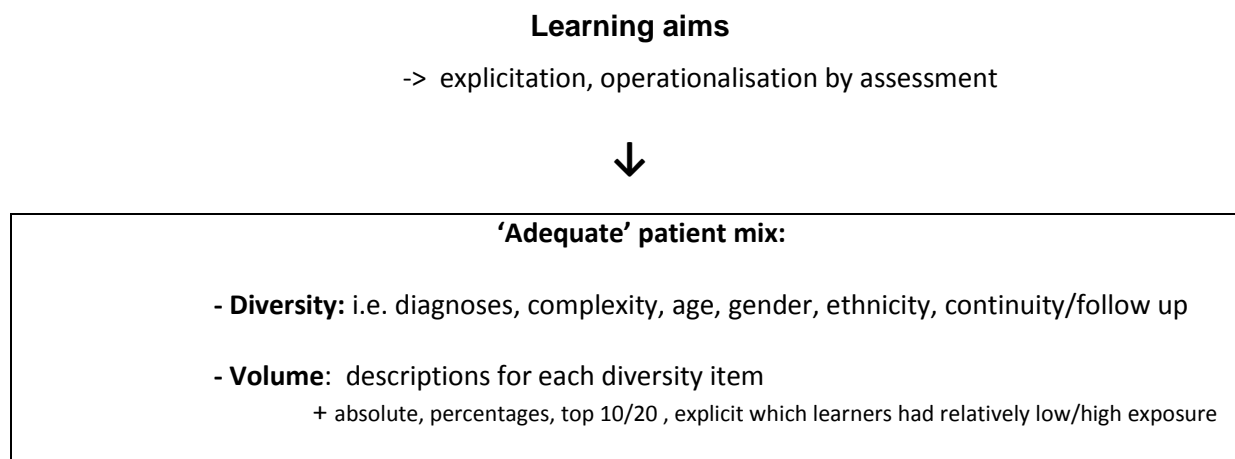 Learning aims
-> explicitation, operationalisation by assessment
↓
‘Adequate’ patient mix:
- Diversity: i.e. diagnoses, complexity, age, gender, ethnicity, continuity/follow up
- Volume: descriptions for each diversity item
+ absolute, percentages, top 10/20 , explicit which learners had relatively low/high exposure